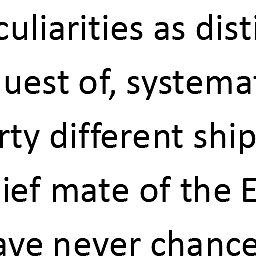 culiarities as disti
uest of, systemat
rty different ship
ief mate of the E
ave never chance